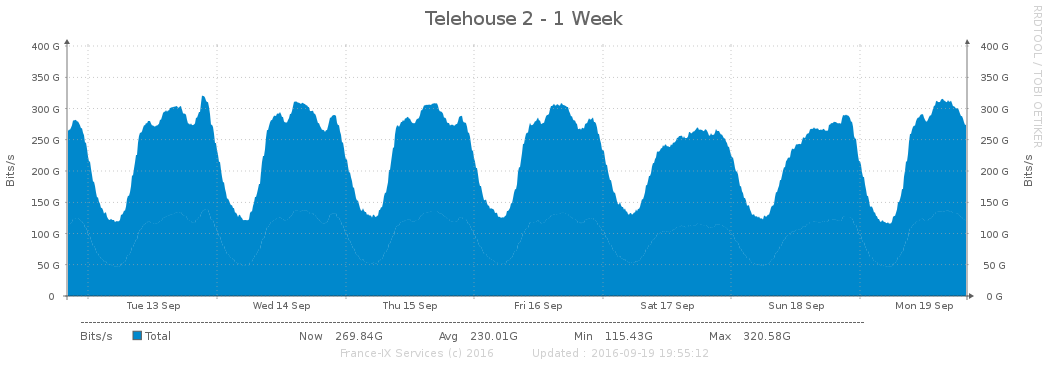 Telehouse 2 - 1 Week
RRDTOOL / TOBI OETIKER
Bits/s
400 G 400 G
350 G 350 G
300 G 300 G
250 G 250 G
200 G 200 G
150 G 150 G
100 G 100 G
50 G 50 G
0 0 G
Bits/s
Tue 13 Sep Wed 14 Sep Thu 15 Sep Fri 16 Sep Sat 17 Sep Sun 18 Sep Mon 19 Sep
Bits/s Total Now 269.84G Avg 230.01G Min 115.43G Max 320.58G
France-IX Services (c) 2016 Updated : 2016-09-19 19:55:12